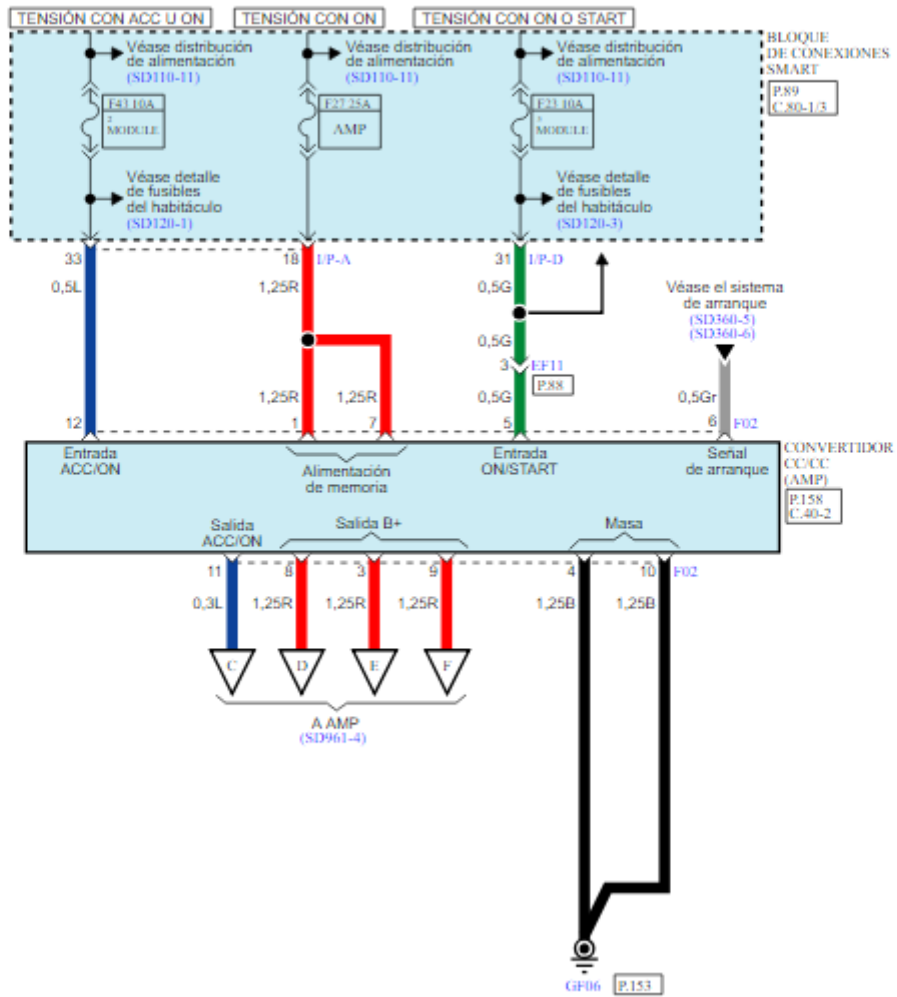 TENSIÓN CON ACC U ON
TENSIÓN CON ON
TENSIÓN CON ON O START
BLOQUE
DE CONEXIONES
SMART
P.89
C.80-1/3
Véase distribución
de alimentación
(SD110-11)
Véase distribución
de alimentación
(SD110-11)
Véase distribución
de alimentación
(SD110-11)
F43 10A
2
MODULE
F27 25A
AMP
F23 10A
3
MODULE
Véase detalle
de fusibles
del habitáculo
(SD120-1)
Véase detalle
de fusibles
del habitáculo
(SD120-3)
33
18
I/P-A
31
I/P-D
0,5L
1,25R
0,5G
Véase el sistema
de arranque
(SD360-5)
(SD360-6)
0,5G
3
EF11
P.88
1,25R
1,25R
0,5G
0,5Gr
12
1
7
5
6
F02
Entrada
ACC/ON
Alimentación
de memoria
Entrada
ON/START
Señal
de arranque
CONVERTIDOR
CC/CC
(AMP)
P.158
C.40-2
Salida
ACC/ON
Salida B+
Masa
11
8
3
9
4
10
F02
0,3L
1,25R
1,25R
1,25R
1,25B
1,25B
C
D
E
F
A AMP
(SD961-4)
GF06
P.153